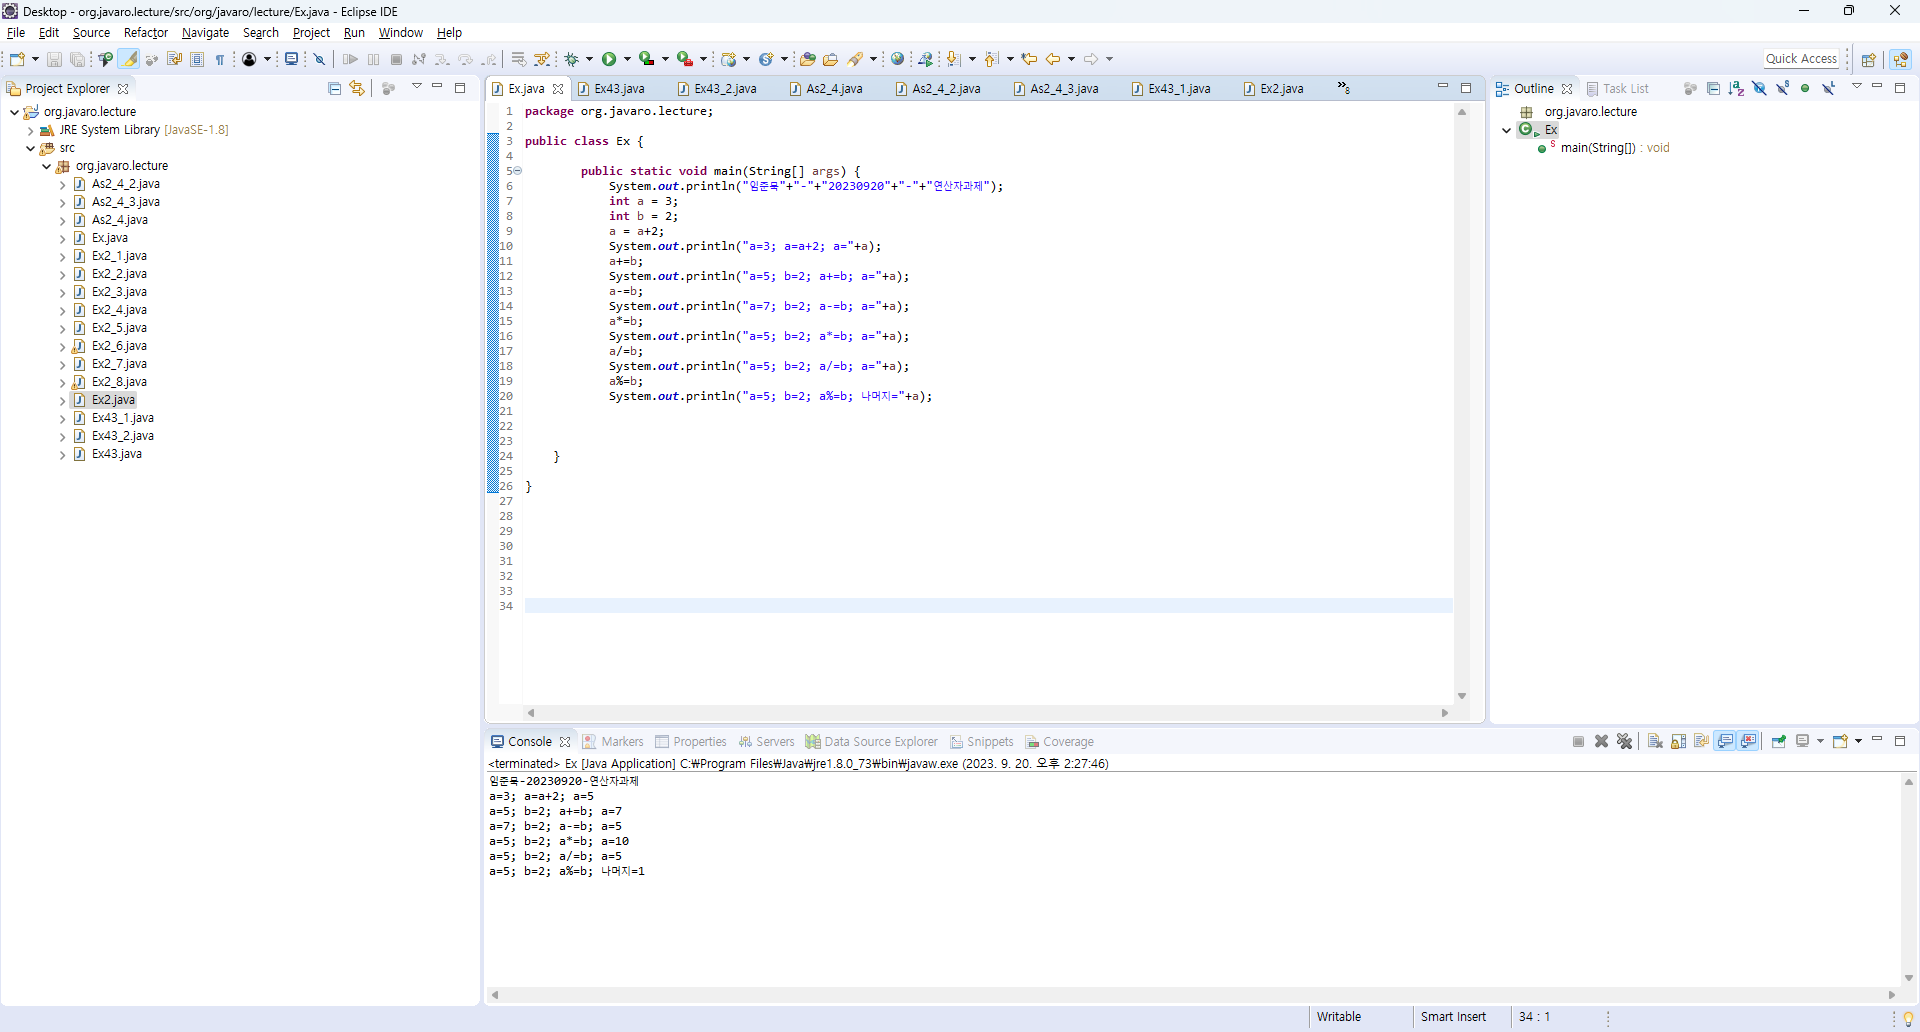 Desktop - org.javaro.lecture/src/org/javaro/lecture/Ex.java - Eclipse IDE
File Edit Source Refactor Navigate Search Project Run Window Help
Quick Access
Project Explorer
org.javaro.lecture
JRE System Library [JavaSE-1.8]
src
org.javaro.lecture
As2_4_2.java
As2_4_3.java
As2_4.java
Ex.java
Ex2_1.java
Ex2_2.java
Ex2_3.java
Ex2_4.java
Ex2_5.java
Ex2_6.java
Ex2_7.java
Ex2_8.java
Ex2.java
Ex43_1.java
Ex43_2.java
Ex43.java
Ex.java Ex43.java Ex43_2.java As2_4.java As2_4_2.java As2_4_3.java Ex43_1.java Ex2.java »8
1 package org.javaro.lecture;
2
3 public class Ex {
4
5 public static void main(String[] args) {
6 System.out.println("임준묵"+"-"+"20230920"+"-"+"연산자과제");
7 int a = 3;
8 int b = 2;
9 a = a+2;
10 System.out.println("a=3; a=a+2; a="+a);
11 a+=b;
12 System.out.println("a=5; b=2; a+=b; a="+a);
13 a-=b;
14 System.out.println("a=7; b=2; a-=b; a="+a);
15 a*=b;
16 System.out.println("a=5; b=2; a*=b; a="+a);
17 a/=b;
18 System.out.println("a=5; b=2; a/=b; a="+a);
19 a%=b;
20 System.out.println("a=5; b=2; a%=b; 나머지="+a);
21
22
23
24 }
25
26 }
27
28
29
30
31
32
33
34
Outline Task List
org.javaro.lecture
Ex
main(String[]) : void
Console Markers Properties Servers Data Source Explorer Snippets Coverage
<terminated> Ex [Java Application] C:₩Program Files₩Java₩jre1.8.0_73₩bin₩javaw.exe (2023. 9. 20. 오후 2:27:46)
임준묵-20230920-연산자과제
a=3; a=a+2; a=5
a=5; b=2; a+=b; a=7
a=7; b=2; a-=b; a=5
a=5; b=2; a*=b; a=10
a=5; b=2; a/=b; a=5
a=5; b=2; a%=b; 나머지=1
Writable Smart Insert 34 : 1